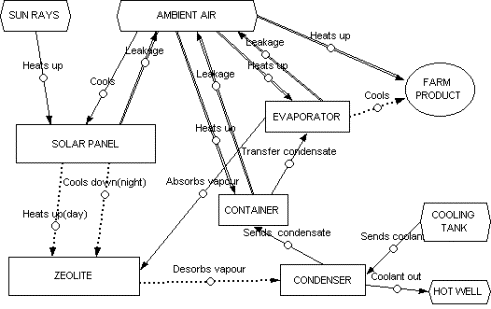 SUN RAYS
AMBIENT AIR
Heats up
Leakage
Heats up
Cools
Leakage
Heats up
Leakage
Cools
FARM
PRODUCT
EVAPORATOR
Heats up
SOLAR PANEL
Transfer condensate
Cools down(night)
Absorbs vapour
CONTAINER
COOLING
TANK
Heats up(day)
Sends condensate
Sends coolant
ZEOLITE
Desorbs vapour
CONDENSER
Coolant out
HOT WELL